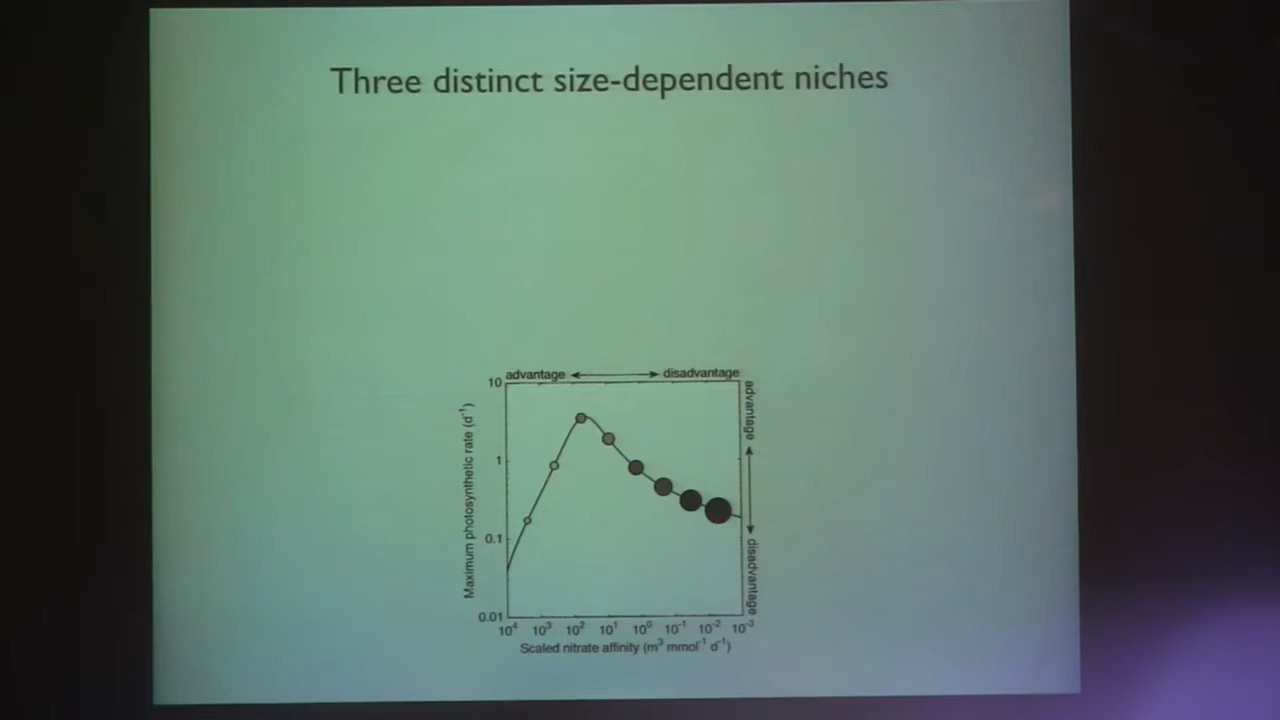 Three distinct size-dependent niches
advantage disadvantage
10
1
0.1
0.01
Maximum photosynthetic rate (d⁻¹)
advantage disadvantage
10⁴ 10³ 10² 10¹ 10⁰ 10⁻¹ 10⁻² 10⁻³
Scaled nitrate affinity (m³ mmol⁻¹ d⁻¹)